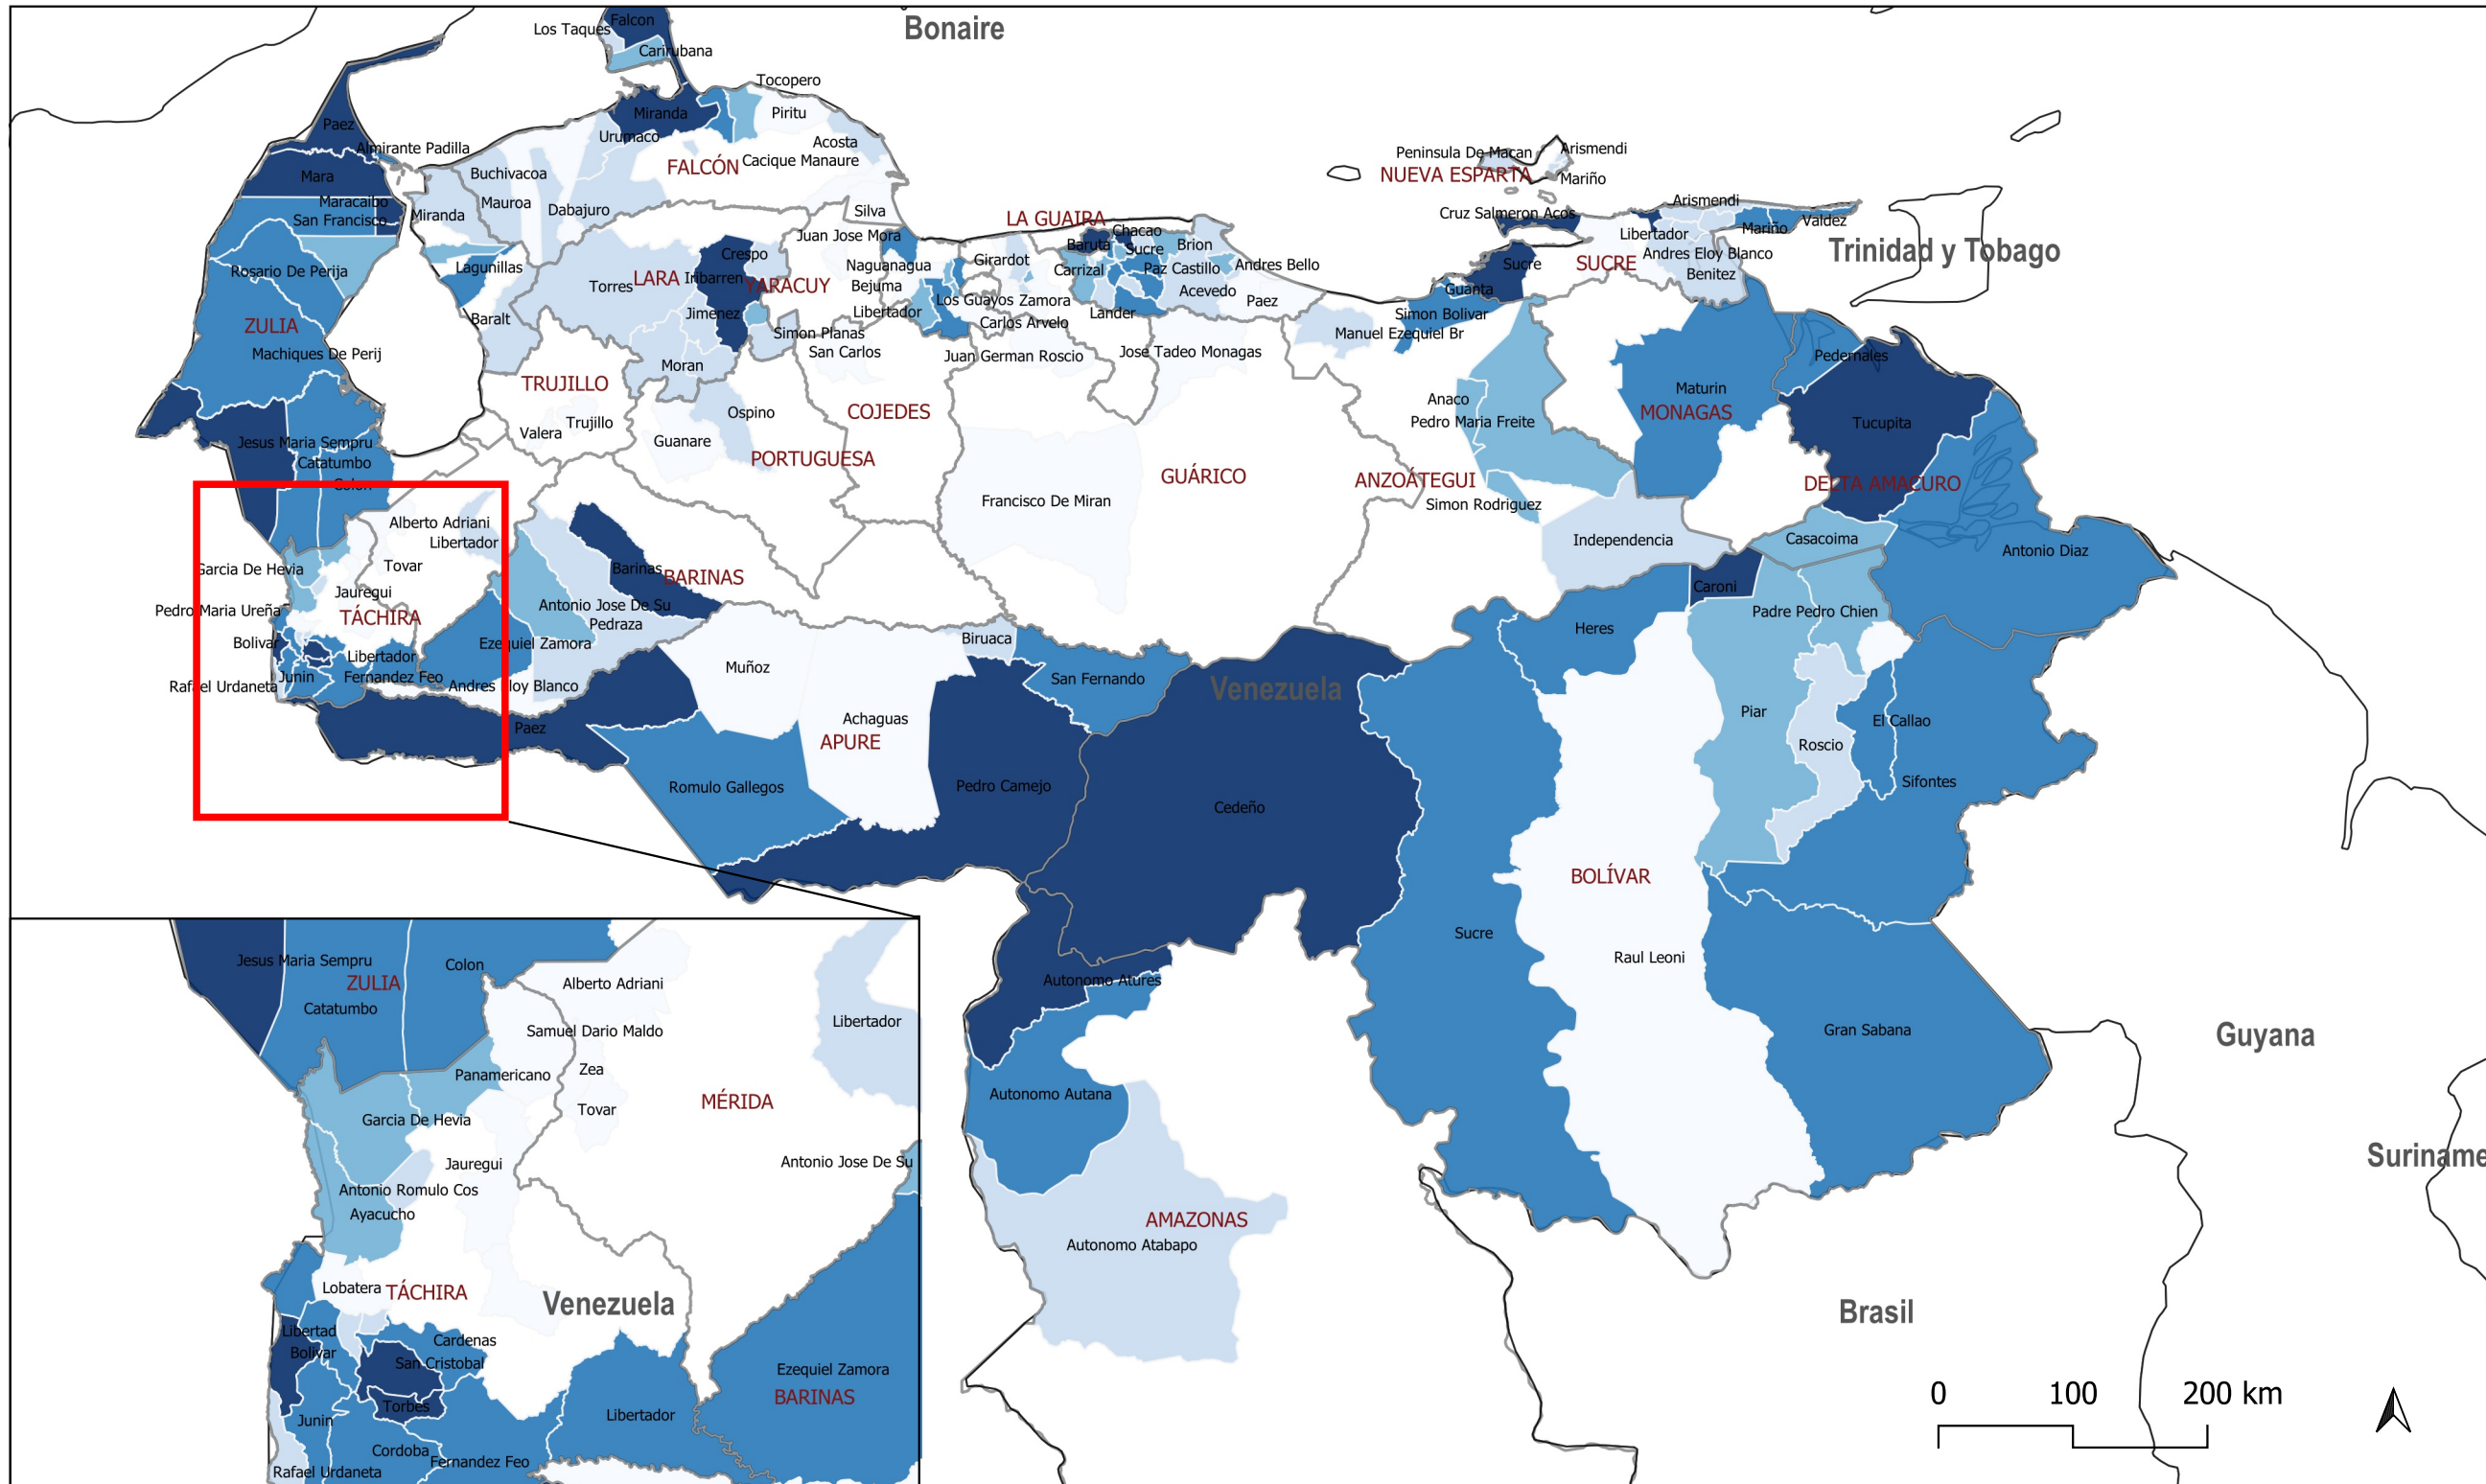 Falcon
Bonaire
Los Taques
Carirubana
Tocopero
Miranda
Piritu
Paez
Urumaco
Acosta
Almirante Padilla
FALCÓN
Cacique Manaure
Peninsula De Macan
Arismendi
Mara
Buchivacoa
NUEVA ESPARTA
Mariño
Maracaibo
Mauroa
Dabajuro
Silva
LA GUAIRA
Arismendi
San Francisco
Miranda
Cruz Salmeron Acos
Valdez
Juan Jose Mora
Chacao
Mariño
Libertador
Baruta
Sucre
Brion
Trinidad y Tobago
Crespo
Andres Eloy Blanco
Rosario De Perija
Lagunillas
Naguanagua
Girardot
Carrizal
Paz Castillo
Andres Bello
Sucre
SUCRE
Benitez
Torres
LARA
Iribarren
YARACUY
Bejuma
Acevedo
Guanta
Los Guayos
Zamora
Paez
Jimenez
Libertador
Lander
Simon Bolivar
ZULIA
Baralt
Simon Planas
Carlos Arvelo
Manuel Ezequiel Br
Machiques De Perij
San Carlos
Juan German Roscio
Jose Tadeo Monagas
Pedernales
Moran
TRUJILLO
Maturin
Ospino
COJEDES
Anaco
MONAGAS
Trujillo
Pedro Maria Freite
Tucupita
Valera
Guanare
Jesus Maria Sempru
PORTUGUESA
Catatumbo
GUÁRICO
ANZOÁTEGUI
Colon
DELTA AMACURO
Francisco De Miran
Simon Rodriguez
Alberto Adriani
Libertador
Independencia
Casacoima
Antonio Diaz
Garcia De Hevia
Tovar
Barinas
BARINAS
Caroni
Jauregui
Pedro Maria Ureña
TÁCHIRA
Antonio Jose De Su
Padre Pedro Chien
Pedraza
Heres
Bolivar
Ezequiel Zamora
Biruaca
Libertador
Muñoz
San Fernando
Junin
Fernandez Feo
Rafael Urdaneta
Andres Eloy Blanco
Venezuela
Piar
Achaguas
El Callao
Paez
APURE
Roscio
Romulo Gallegos
Pedro Camejo
Sifontes
Cedeño
BOLÍVAR
Sucre
Raul Leoni
Autonomo Atures
Gran Sabana
Guyana
Autonomo Autana
Suriname
AMAZONAS
Autonomo Atabapo
Brasil
0 100 200 km
Jesus Maria Sempru
Colon
ZULIA
Alberto Adriani
Catatumbo
Libertador
Samuel Dario Maldo
Zea
Panamericano
MÉRIDA
Tovar
Garcia De Hevia
Jauregui
Antonio Jose De Su
Antonio Romulo Cos
Ayacucho
Lobatera
TÁCHIRA
Venezuela
Libertad
Cardenas
Bolivar
San Cristobal
Ezequiel Zamora
BARINAS
Torbes
Libertador
Junin
Cordoba
Fernandez Feo
Rafael Urdaneta